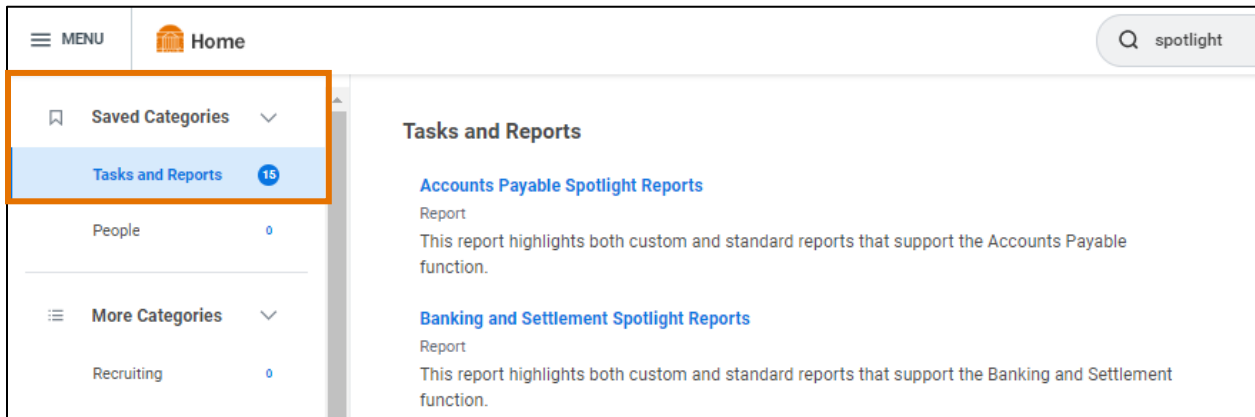 MENU
Home
spotlight
Saved Categories
Tasks and Reports 15
People 0
More Categories
Recruiting 0
Tasks and Reports
Accounts Payable Spotlight Reports
Report
This report highlights both custom and standard reports that support the Accounts Payable
function.
Banking and Settlement Spotlight Reports
Report
This report highlights both custom and standard reports that support the Banking and Settlement
function.